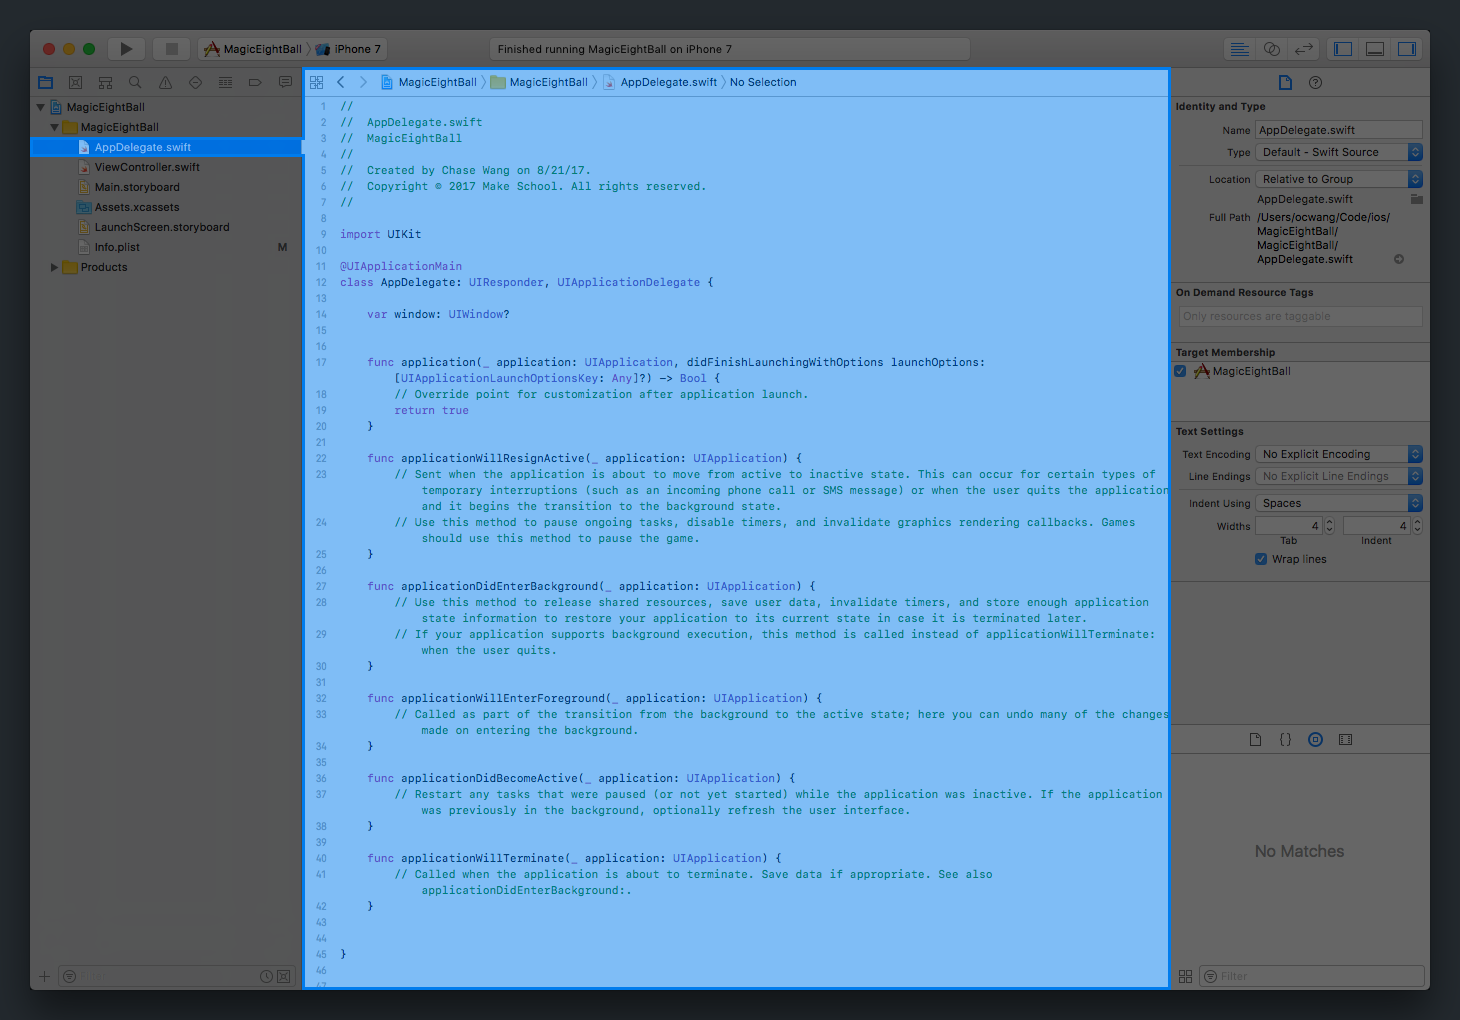 MagicEightBall iPhone 7
Finished running MagicEightBall on iPhone 7
MagicEightBall
MagicEightBall
AppDelegate.swift
ViewController.swift
Main.storyboard
Assets.xcassets
LaunchScreen.storyboard
Info.plist M
Products
MagicEightBall MagicEightBall AppDelegate.swift No Selection
1 //
2 //  AppDelegate.swift
3 //  MagicEightBall
4 //
5 //  Created by Chase Wang on 8/21/17.
6 //  Copyright © 2017 Make School. All rights reserved.
7 //
8
9 import UIKit
10
11 @UIApplicationMain
12 class AppDelegate: UIResponder, UIApplicationDelegate {
13
14 var window: UIWindow?
15
16
17 func application(_ application: UIApplication, didFinishLaunchingWithOptions launchOptions:
[UIApplicationLaunchOptionsKey: Any]?) -> Bool {
18 // Override point for customization after application launch.
19 return true
20 }
21
22 func applicationWillResignActive(_ application: UIApplication) {
23 // Sent when the application is about to move from active to inactive state. This can occur for certain types of
temporary interruptions (such as an incoming phone call or SMS message) or when the user quits the application
and it begins the transition to the background state.
24 // Use this method to pause ongoing tasks, disable timers, and invalidate graphics rendering callbacks. Games
should use this method to pause the game.
25 }
26
27 func applicationDidEnterBackground(_ application: UIApplication) {
28 // Use this method to release shared resources, save user data, invalidate timers, and store enough application
state information to restore your application to its current state in case it is terminated later.
29 // If your application supports background execution, this method is called instead of applicationWillTerminate:
when the user quits.
30 }
31
32 func applicationWillEnterForeground(_ application: UIApplication) {
33 // Called as part of the transition from the background to the active state; here you can undo many of the changes
made on entering the background.
34 }
35
36 func applicationDidBecomeActive(_ application: UIApplication) {
37 // Restart any tasks that were paused (or not yet started) while the application was inactive. If the application
was previously in the background, optionally refresh the user interface.
38 }
39
40 func applicationWillTerminate(_ application: UIApplication) {
41 // Called when the application is about to terminate. Save data if appropriate. See also
applicationDidEnterBackground:.
42 }
43
44
45 }
46
47
Identity and Type
Name AppDelegate.swift
Type Default - Swift Source
Location Relative to Group
AppDelegate.swift
Full Path /Users/ocwang/Code/ios/
MagicEightBall/
MagicEightBall/
AppDelegate.swift
On Demand Resource Tags
Only resources are taggable
Target Membership
MagicEightBall
Text Settings
Text Encoding No Explicit Encoding
Line Endings No Explicit Line Endings
Indent Using Spaces
Widths 4 4
Tab Indent
Wrap lines
{}
No Matches
Filter